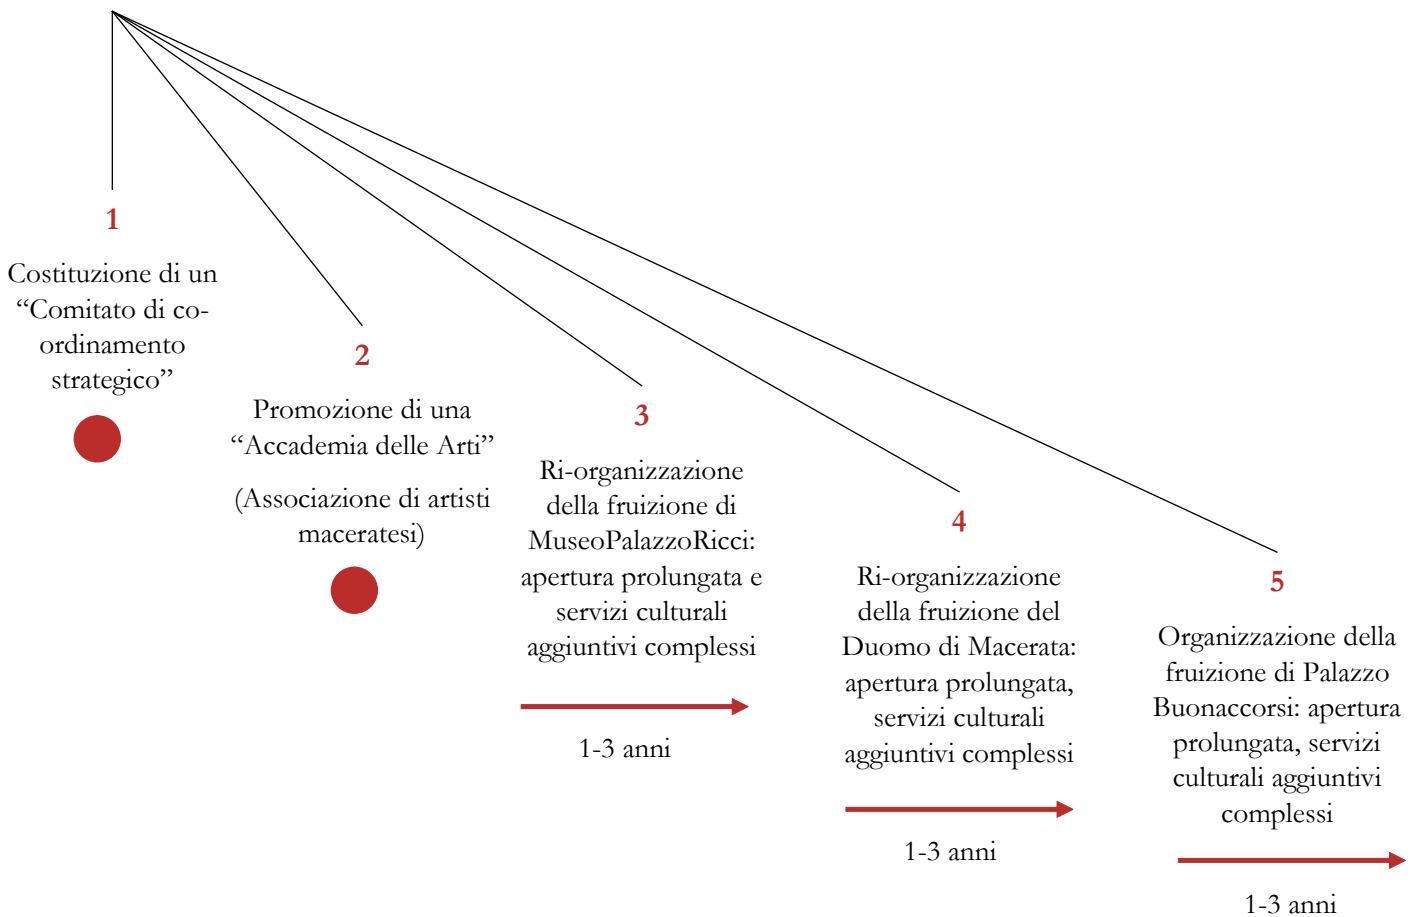 1
Costituzione di un
“Comitato di co-
ordinamento
strategico”
2
Promozione di una
“Accademia delle Arti”
(Associazione di artisti
maceratesi)
3
Ri-organizzazione
della fruizione di
MuseoPalazzoRicci:
apertura prolungata e
servizi culturali
aggiuntivi complessi
1-3 anni
4
Ri-organizzazione
della fruizione del
Duomo di Macerata:
apertura prolungata,
servizi culturali
aggiuntivi complessi
1-3 anni
5
Organizzazione della
fruizione di Palazzo
Buonaccorsi: apertura
prolungata, servizi
culturali aggiuntivi
complessi
1-3 anni